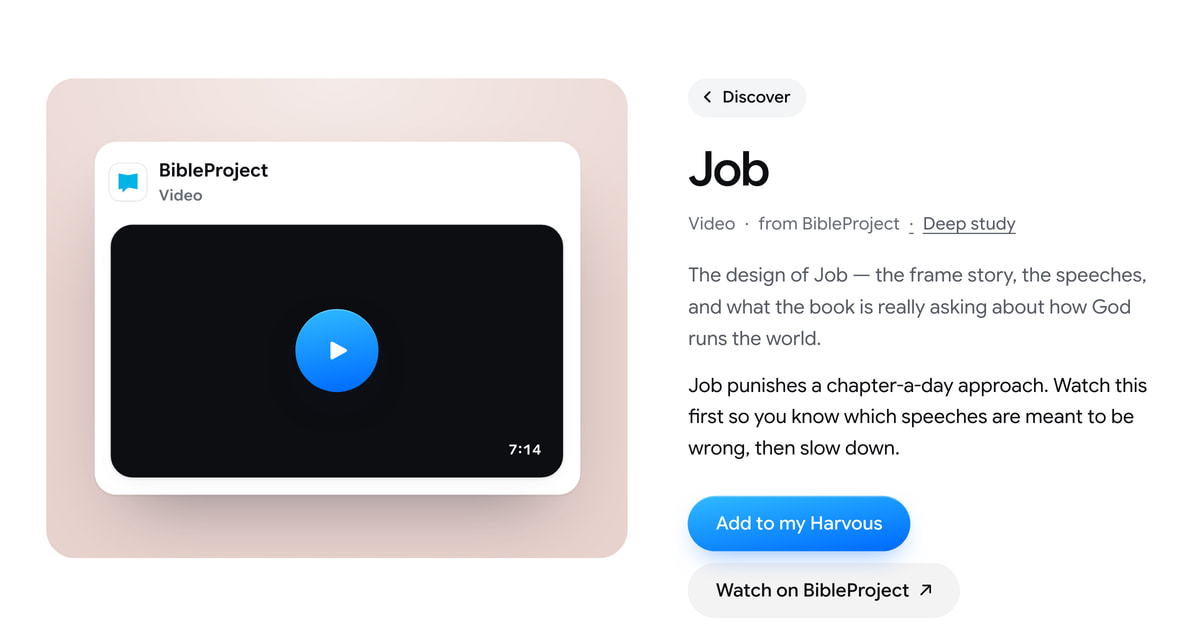 BibleProject
Video
7:14
Discover
Job
Video · from BibleProject · Deep study
The design of Job — the frame story, the speeches,
and what the book is really asking about how God
runs the world.
Job punishes a chapter-a-day approach. Watch this
first so you know which speeches are meant to be
wrong, then slow down.
Add to my Harvous
Watch on BibleProject